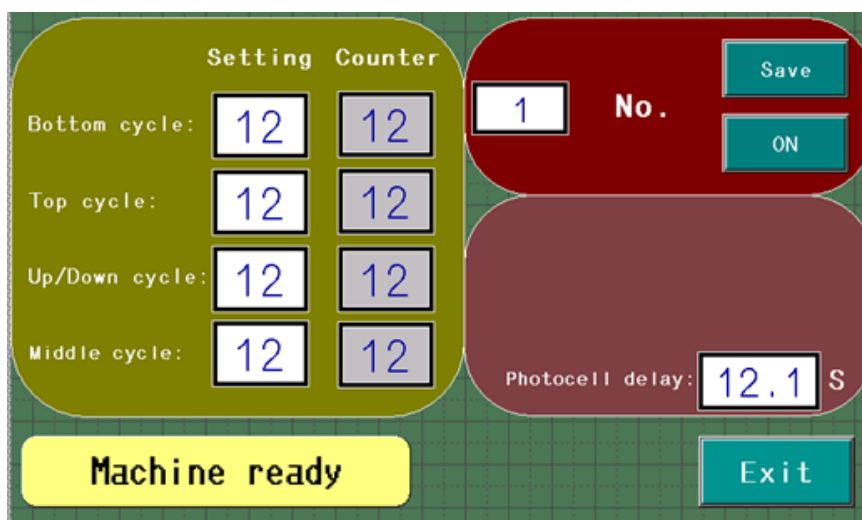 Setting Counter
Bottom cycle: 12 12
Top cycle: 12 12
Up/Down cycle: 12 12
Middle cycle: 12 12
1 No.
Save
ON
Photocell delay: 12.1 S
Machine ready
Exit